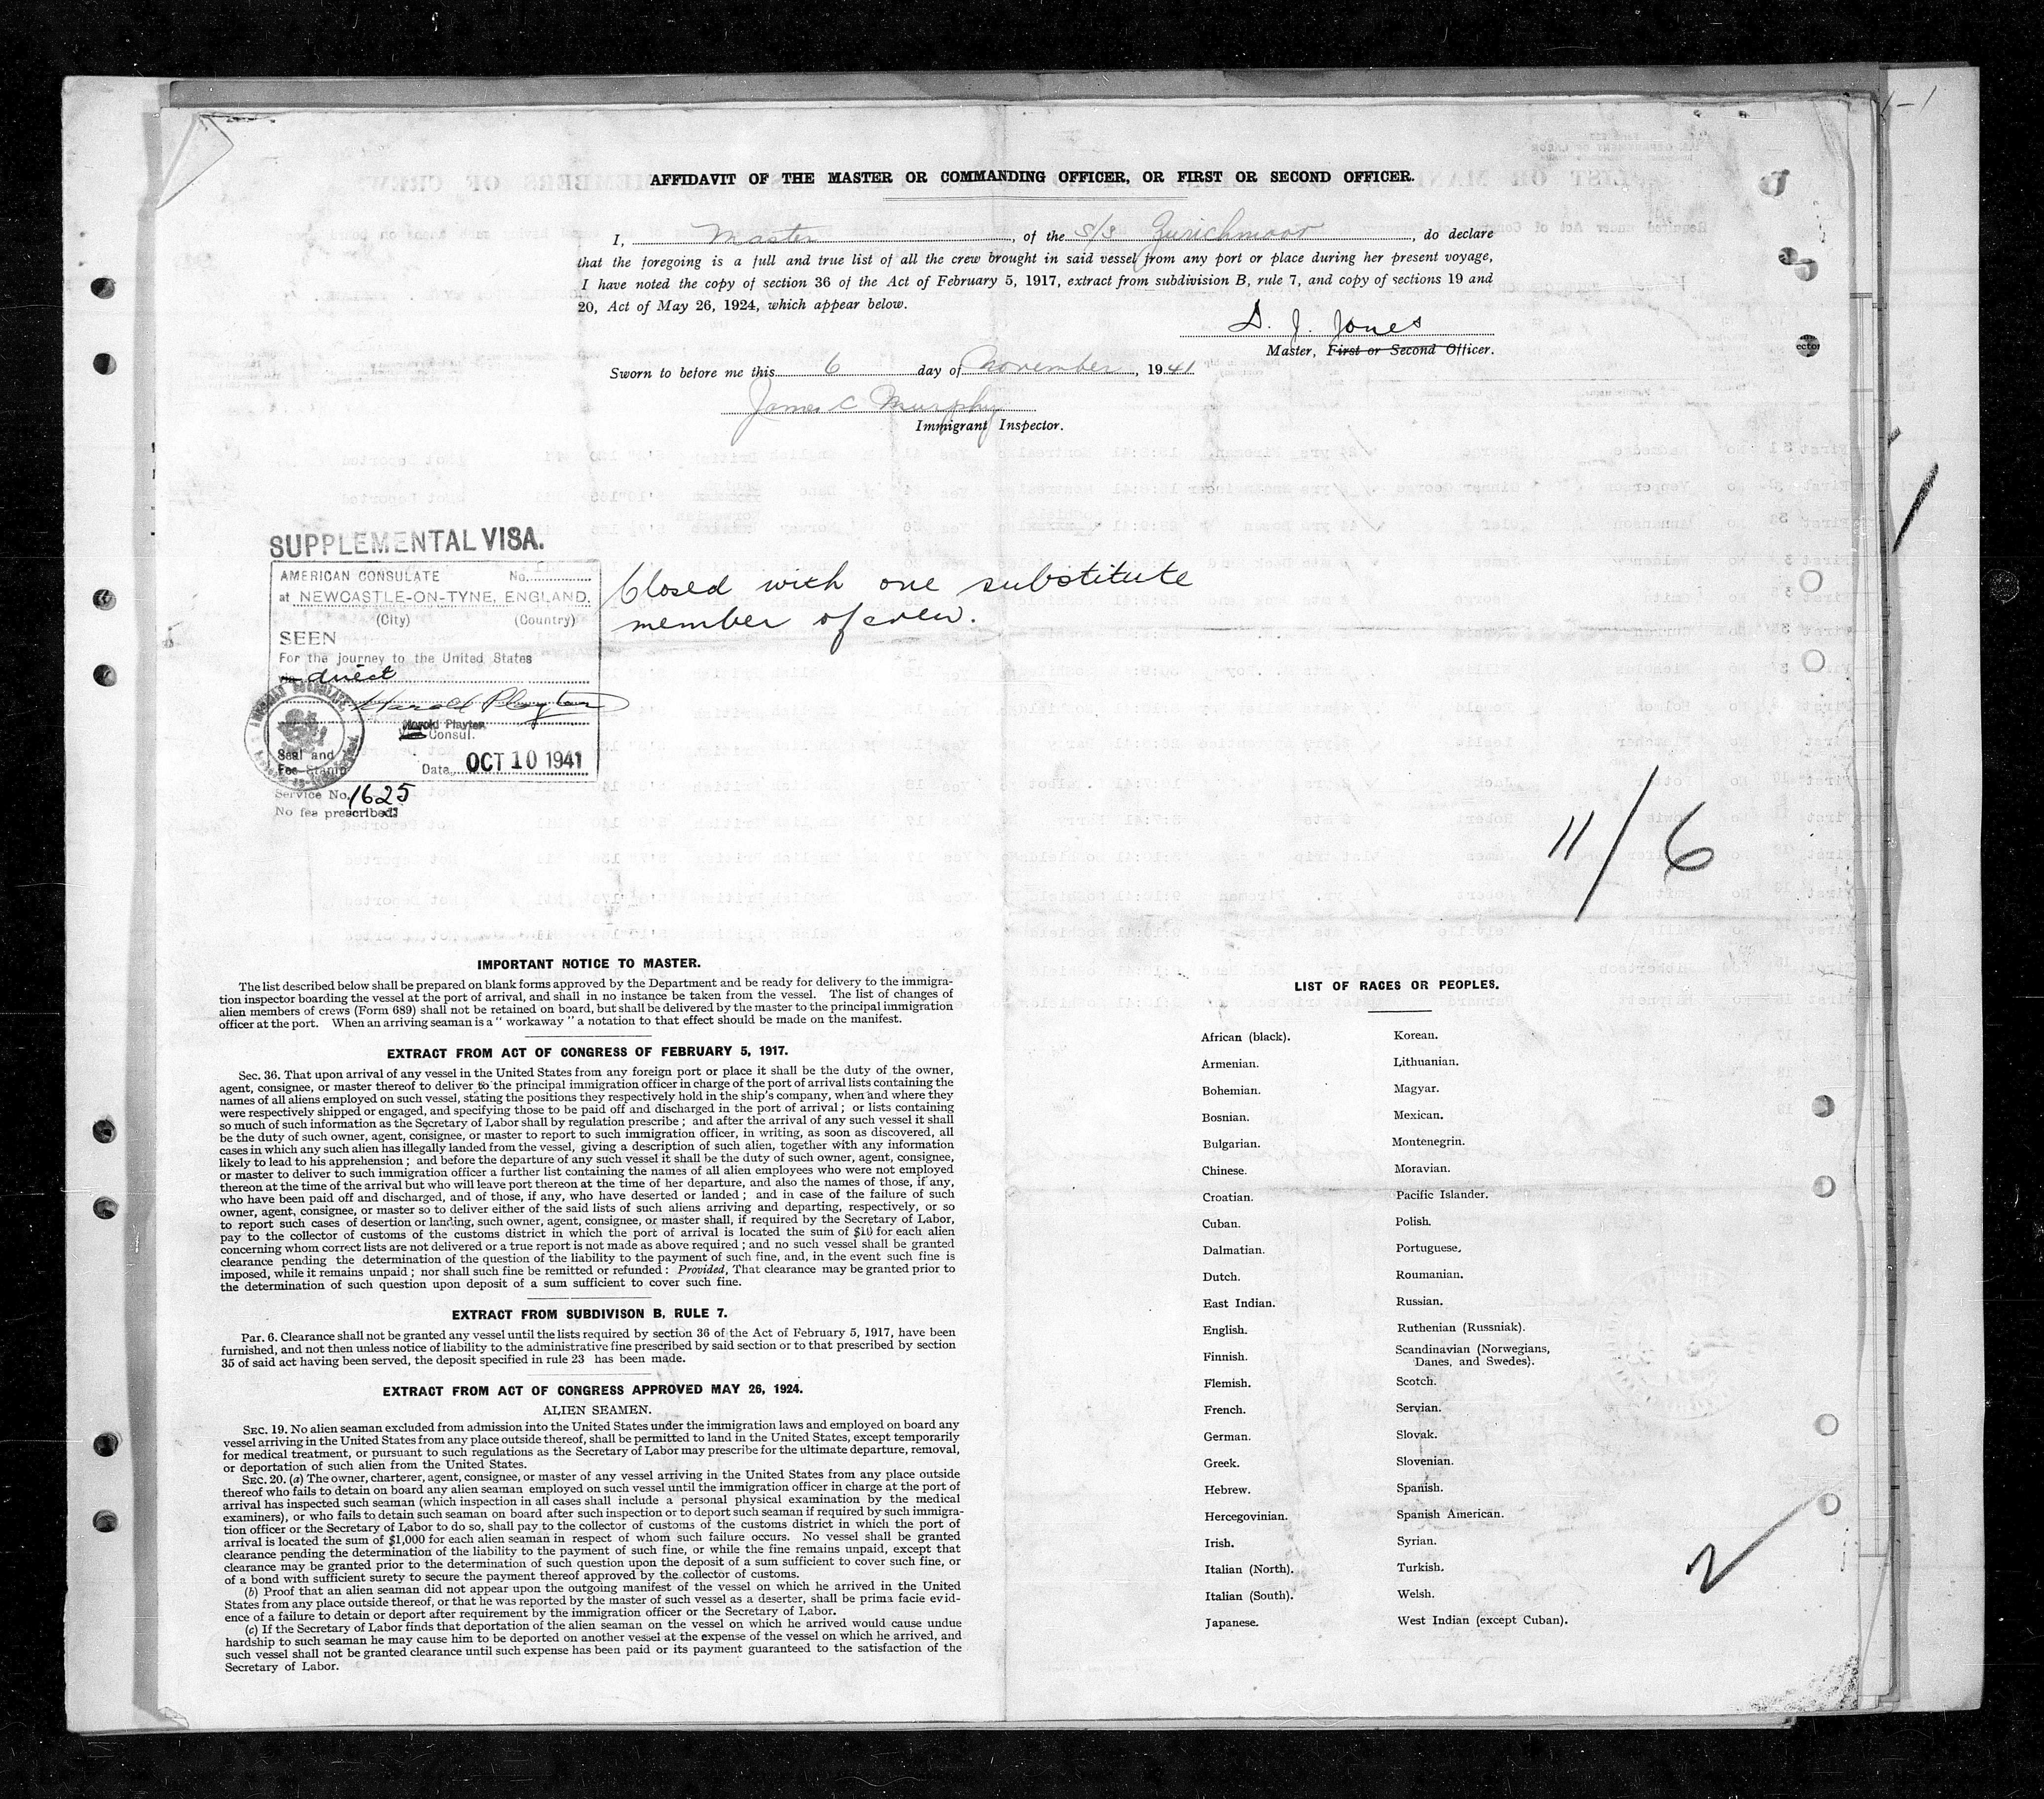 AFFIDAVIT OF THE MASTER OR COMMANDING OFFICER, OR FIRST OR SECOND OFFICER.
I, Master, of the S/S Zurichmoor, do declare
that the foregoing is a full and true list of all the crew brought in said vessel from any port or place during her present voyage,
I have noted the copy of section 36 of the Act of February 5, 1917, extract from subdivision B, rule 7, and copy of sections 19 and
20, Act of May 26, 1924, which appear below.
D. J. Jones
Master, First or Second Officer.
Sworn to before me this 6 day of November, 1941
James C Murphy
Immigrant Inspector.
SUPPLEMENTAL VISA.
AMERICAN CONSULATE No.
at NEWCASTLE-ON-TYNE, ENGLAND.
(City) (Country)
SEEN
For the journey to the United States
via direct
Harold Playter
Harold Playter
Consul.
Seal and
Fee Stamp
Date OCT 10 1941
Service No. 1625
No fee prescribed
Closed with one substitute
member of crew.
11/6
IMPORTANT NOTICE TO MASTER.
The list described below shall be prepared on blank forms approved by the Department and be ready for delivery to the immigra-
tion inspector boarding the vessel at the port of arrival, and shall in no instance be taken from the vessel. The list of changes of
alien members of crews (Form 689) shall not be retained on board, but shall be delivered by the master to the principal immigration
officer at the port. When an arriving seaman is a "workaway" a notation to that effect should be made on the manifest.
EXTRACT FROM ACT OF CONGRESS OF FEBRUARY 5, 1917.
Sec. 36. That upon arrival of any vessel in the United States from any foreign port or place it shall be the duty of the owner,
agent, consignee, or master thereof to deliver to the principal immigration officer in charge of the port of arrival lists containing the
names of all aliens employed on such vessel, stating the positions they respectively hold in the ship's company, when and where they
were respectively shipped or engaged, and specifying those to be paid off and discharged in the port of arrival; or lists containing
so much of such information as the Secretary of Labor shall by regulation prescribe; and after the arrival of any such vessel it shall
be the duty of such owner, agent, consignee, or master to report to such immigration officer, in writing, as soon as discovered, all
cases in which any such alien has illegally landed from the vessel, giving a description of such alien, together with any information
likely to lead to his apprehension; and before the departure of any such vessel it shall be the duty of such owner, agent, consignee,
or master to deliver to such immigration officer a further list containing the names of all alien employees who were not employed
thereon at the time of the arrival but who will leave port thereon at the time of her departure, and also the names of those, if any,
who have been paid off and discharged, and of those, if any, who have deserted or landed; and in case of the failure of such
owner, agent, consignee, or master so to deliver either of the said lists of such aliens arriving and departing, respectively, or so
to report such cases of desertion or landing, such owner, agent, consignee, or master shall, if required by the Secretary of Labor,
pay to the collector of customs of the customs district in which the port of arrival is located the sum of $10 for each alien
concerning whom correct lists are not delivered or a true report is not made as above required; and no such vessel shall be granted
clearance pending the determination of the question of the liability to the payment of such fine, and, in the event such fine is
imposed, while it remains unpaid; nor shall such fine be remitted or refunded: Provided, That clearance may be granted prior to
the determination of such question upon deposit of a sum sufficient to cover such fine.
EXTRACT FROM SUBDIVISON B, RULE 7.
Par. 6. Clearance shall not be granted any vessel until the lists required by section 36 of the Act of February 5, 1917, have been
furnished, and not then unless notice of liability to the administrative fine prescribed by said section or to that prescribed by section
35 of said act having been served, the deposit specified in rule 23 has been made.
EXTRACT FROM ACT OF CONGRESS APPROVED MAY 26, 1924.
ALIEN SEAMEN.
SEC. 19. No alien seaman excluded from admission into the United States under the immigration laws and employed on board any
vessel arriving in the United States from any place outside thereof, shall be permitted to land in the United States, except temporarily
for medical treatment, or pursuant to such regulations as the Secretary of Labor may prescribe for the ultimate departure, removal,
or deportation of such alien from the United States.
SEC. 20. (a) The owner, charterer, agent, consignee, or master of any vessel arriving in the United States from any place outside
thereof who fails to detain on board any alien seaman employed on such vessel until the immigration officer in charge at the port of
arrival has inspected such seaman (which inspection in all cases shall include a personal physical examination by the medical
examiners), or who fails to detain such seaman on board after such inspection or to deport such seaman if required by such immigra-
tion officer or the Secretary of Labor to do so, shall pay to the collector of customs of the customs district in which the port of
arrival is located the sum of $1,000 for each alien seaman in respect of whom such failure occurs. No vessel shall be granted
clearance pending the determination of the liability to the payment of such fine, or while the fine remains unpaid, except that
clearance may be granted prior to the determination of such question upon the deposit of a sum sufficient to cover such fine, or
of a bond with sufficient surety to secure the payment thereof approved by the collector of customs.
(b) Proof that an alien seaman did not appear upon the outgoing manifest of the vessel on which he arrived in the United
States from any place outside thereof, or that he was reported by the master of such vessel as a deserter, shall be prima facie evid-
ence of a failure to detain or deport after requirement by the immigration officer or the Secretary of Labor.
(c) If the Secretary of Labor finds that deportation of the alien seaman on the vessel on which he arrived would cause undue
hardship to such seaman he may cause him to be deported on another vessel at the expense of the vessel on which he arrived, and
such vessel shall not be granted clearance until such expense has been paid or its payment guaranteed to the satisfaction of the
Secretary of Labor.
LIST OF RACES OR PEOPLES.
African (black).
Armenian.
Bohemian.
Bosnian.
Bulgarian.
Chinese.
Croatian.
Cuban.
Dalmatian.
Dutch.
East Indian.
English.
Finnish.
Flemish.
French.
German.
Greek.
Hebrew.
Hercegovinian.
Irish.
Italian (North).
Italian (South).
Japanese.
Korean.
Lithuanian.
Magyar.
Mexican.
Montenegrin.
Moravian.
Pacific Islander.
Polish.
Portuguese.
Roumanian.
Russian.
Ruthenian (Russniak).
Scandinavian (Norwegians,
Danes, and Swedes).
Scotch.
Servian.
Slovak.
Slovenian.
Spanish.
Spanish American.
Syrian.
Turkish.
Welsh.
West Indian (except Cuban).